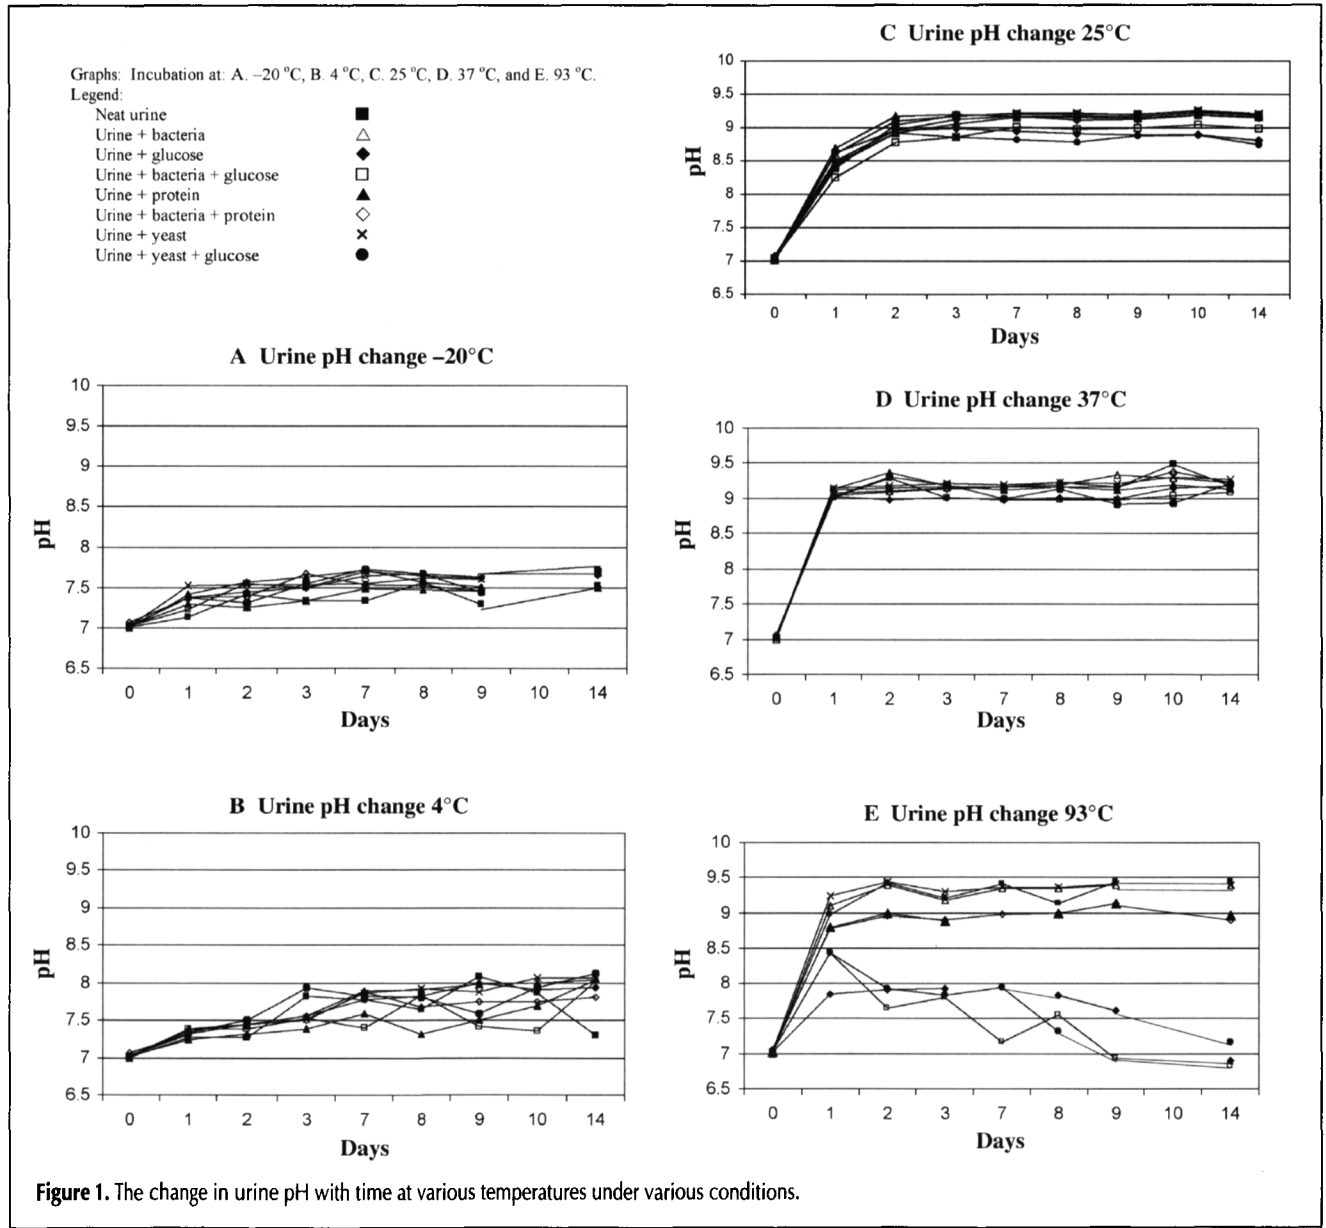 Graphs: Incubation at: A. –20 °C, B. 4 °C, C. 25 °C, D. 37 °C, and E. 93 °C.
Legend:
Neat urine
Urine + bacteria
Urine + glucose
Urine + bacteria + glucose
Urine + protein
Urine + bacteria + protein
Urine + yeast
Urine + yeast + glucose
A Urine pH change –20°C
10
9.5
9
8.5
8
7.5
7
6.5
pH
0 1 2 3 7 8 9 10 14
Days
B Urine pH change 4°C
10
9.5
9
8.5
8
7.5
7
6.5
pH
0 1 2 3 7 8 9 10 14
Days
C Urine pH change 25°C
10
9.5
9
8.5
8
7.5
7
6.5
pH
0 1 2 3 7 8 9 10 14
Days
D Urine pH change 37°C
10
9.5
9
8.5
8
7.5
7
6.5
pH
0 1 2 3 7 8 9 10 14
Days
E Urine pH change 93°C
10
9.5
9
8.5
8
7.5
7
6.5
pH
0 1 2 3 7 8 9 10 14
Days
Figure 1. The change in urine pH with time at various temperatures under various conditions.